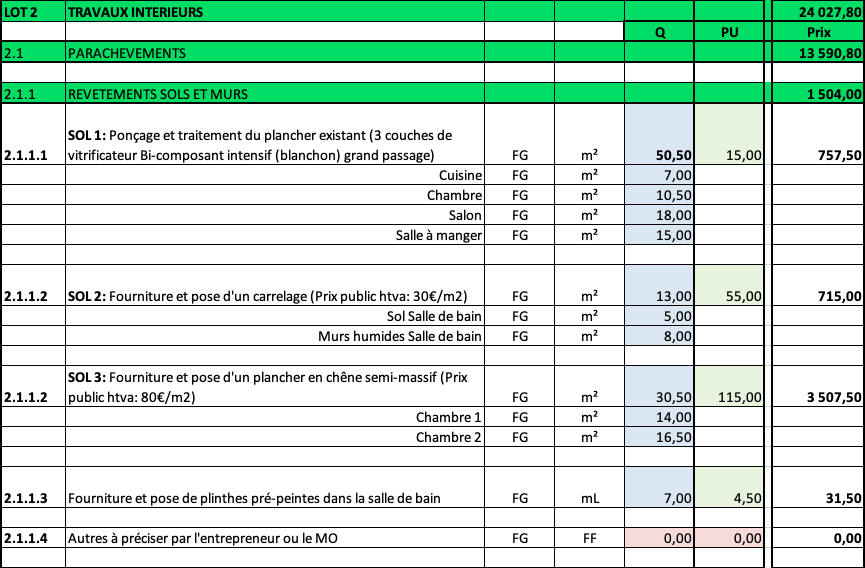 LOT 2 TRAVAUX INTERIEURS 24 027,80
Q PU Prix
2.1 PARACHEVEMENTS 13 590,80
2.1.1 REVETEMENTS SOLS ET MURS 1 504,00
SOL 1: Ponçage et traitement du plancher existant (3 couches de
2.1.1.1 vitrificateur Bi-composant intensif (blanchon) grand passage) FG m² 50,50 15,00 757,50
Cuisine FG m² 7,00
Chambre FG m² 10,50
Salon FG m² 18,00
Salle à manger FG m² 15,00
2.1.1.2 SOL 2: Fourniture et pose d'un carrelage (Prix public htva: 30€/m2) FG m² 13,00 55,00 715,00
Sol Salle de bain FG m² 5,00
Murs humides Salle de bain FG m² 8,00
SOL 3: Fourniture et pose d'un plancher en chêne semi-massif (Prix
2.1.1.2 public htva: 80€/m2) FG m² 30,50 115,00 3 507,50
Chambre 1 FG m² 14,00
Chambre 2 FG m² 16,50
2.1.1.3 Fourniture et pose de plinthes pré-peintes dans la salle de bain FG mL 7,00 4,50 31,50
2.1.1.4 Autres à préciser par l'entrepreneur ou le MO FG FF 0,00 0,00 0,00